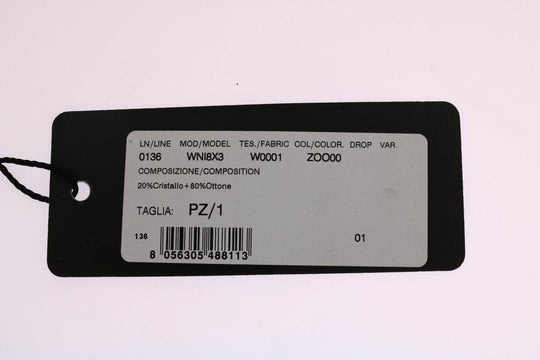 LN/LINE MOD/MODEL TES./FABRIC COL/COLOR. DROP VAR.
0136 WNI8X3 W0001 ZOO00
COMPOSIZIONE/COMPOSITION
20%Cristallo+80%Ottone
TAGLIA: PZ/1
136 01
8 056305 488113